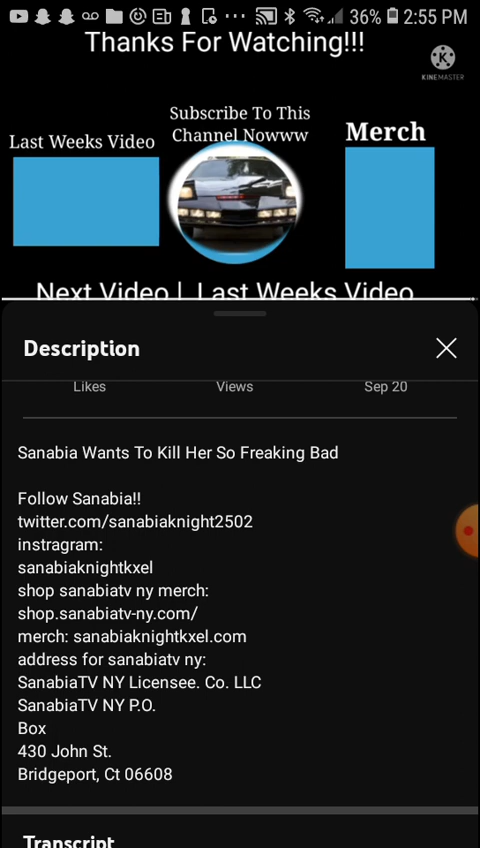 36% 2:55 PM
Thanks For Watching!!!
KINEMASTER
Subscribe To This
Channel Nowww
Last Weeks Video
Merch
Next Video | Last Weeks Video
Description
Likes Views Sep 20
Sanabia Wants To Kill Her So Freaking Bad
Follow Sanabia!!
twitter.com/sanabiaknight2502
instragram:
sanabiaknightkxel
shop sanabiatv ny merch:
shop.sanabiatv-ny.com/
merch: sanabiaknightkxel.com
address for sanabiatv ny:
SanabiaTV NY Licensee. Co. LLC
SanabiaTV NY P.O.
Box
430 John St.
Bridgeport, Ct 06608
Transcript